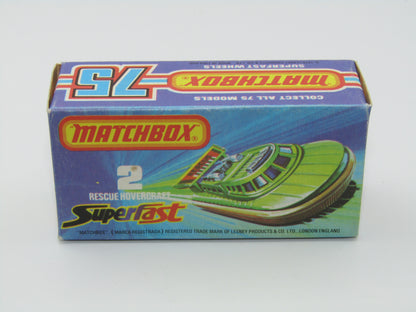 75
MATCHBOX
SUPERFAST WHEELS
COLLECT ALL 75 MODELS
MATCHBOX
2
RESCUE HOVERCRAFT
Superfast
"MATCHBOX" (MARCA REGISTRADA) REGISTERED TRADE MARK OF LESNEY PRODUCTS & CO LTD. LONDON ENGLAND